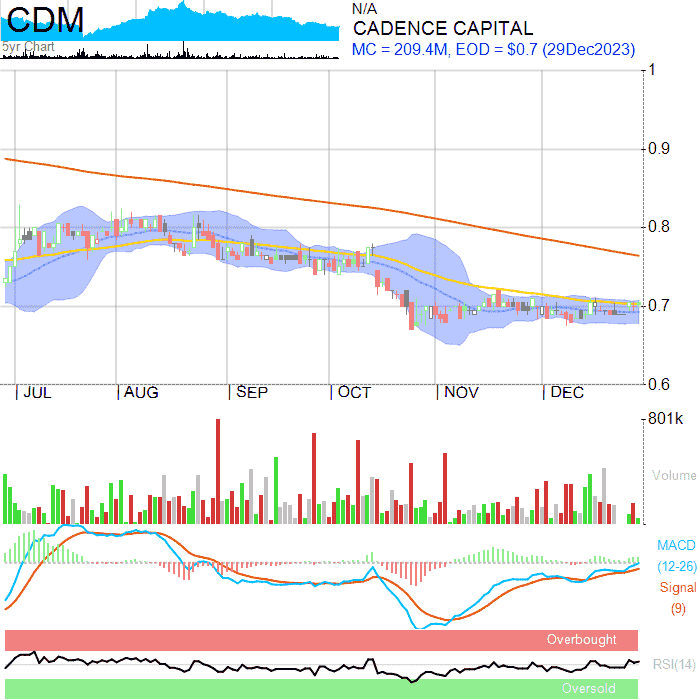 CDM
5yr Chart
N/A
CADENCE CAPITAL
MC = 209.4M, EOD = $0.7 (29Dec2023)
1
0.9
0.8
0.7
0.6
JUL AUG SEP OCT NOV DEC
801k
Volume
MACD
(12-26)
Signal
(9)
Overbought
RSI(14)
Oversold